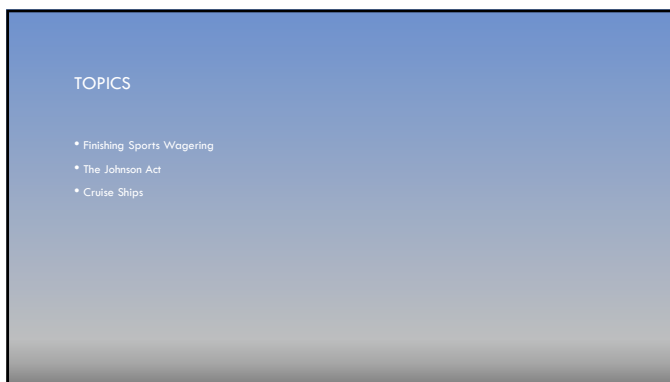 TOPICS
• Finishing Sports Wagering
• The Johnson Act
• Cruise Ships